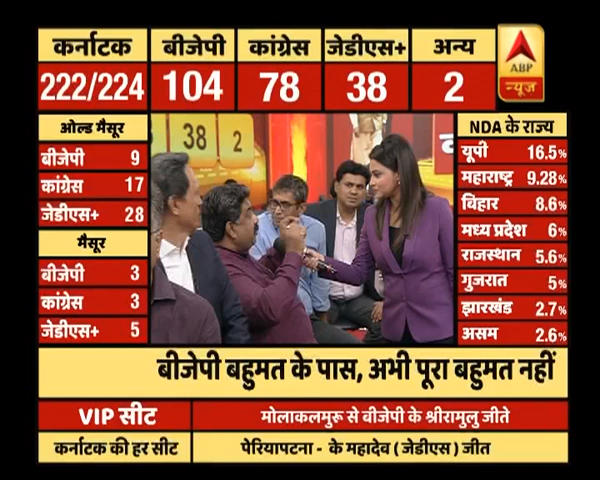 कर्नाटक बीजेपी कांग्रेस जेडीएस+ अन्य
222/224 104 78 38 2
ABP
न्यूज़
ओल्ड मैसूर
बीजेपी 9
कांग्रेस 17
जेडीएस+ 28
मैसूर
बीजेपी 3
कांग्रेस 3
जेडीएस+ 5
38 2
NDA के राज्य
यूपी 16.5%
महाराष्ट्र 9.28%
बिहार 8.6%
मध्य प्रदेश 6%
राजस्थान 5.6%
गुजरात 5%
झारखंड 2.7%
असम 2.6%
बीजेपी बहुमत के पास, अभी पूरा बहुमत नहीं
VIP सीट मोलाकलमुरू से बीजेपी के श्रीरामुलु जीते
कर्नाटक की हर सीट पेरियापटना - के महादेव ( जेडीएस ) जीत